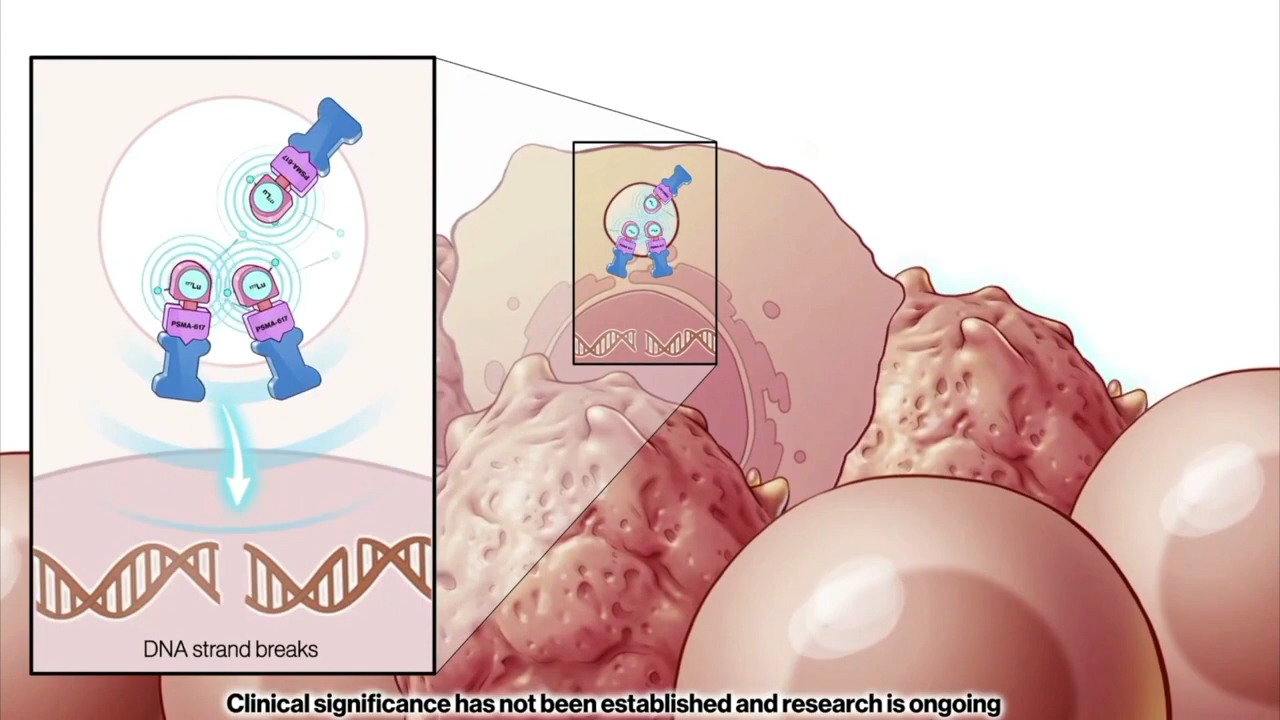 PSMA-617
¹⁷⁷Lu
¹⁷⁷Lu
¹⁷⁷Lu
PSMA-617
PSMA-617
DNA strand breaks
Clinical significance has not been established and research is ongoing